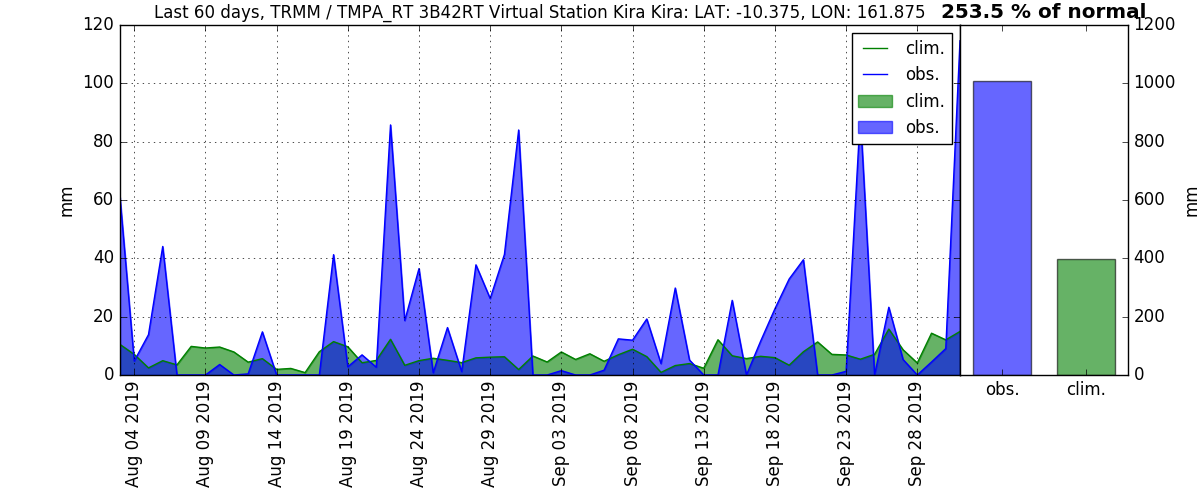 Last 60 days, TRMM / TMPA_RT 3B42RT Virtual Station Kira Kira: LAT: -10.375, LON: 161.875 253.5 % of normal
120
100
80
60
40
20
0
mm
clim.
obs.
clim.
obs.
1200
1000
800
600
400
200
0
mm
Aug 04 2019
Aug 09 2019
Aug 14 2019
Aug 19 2019
Aug 24 2019
Aug 29 2019
Sep 03 2019
Sep 08 2019
Sep 13 2019
Sep 18 2019
Sep 23 2019
Sep 28 2019
obs.
clim.